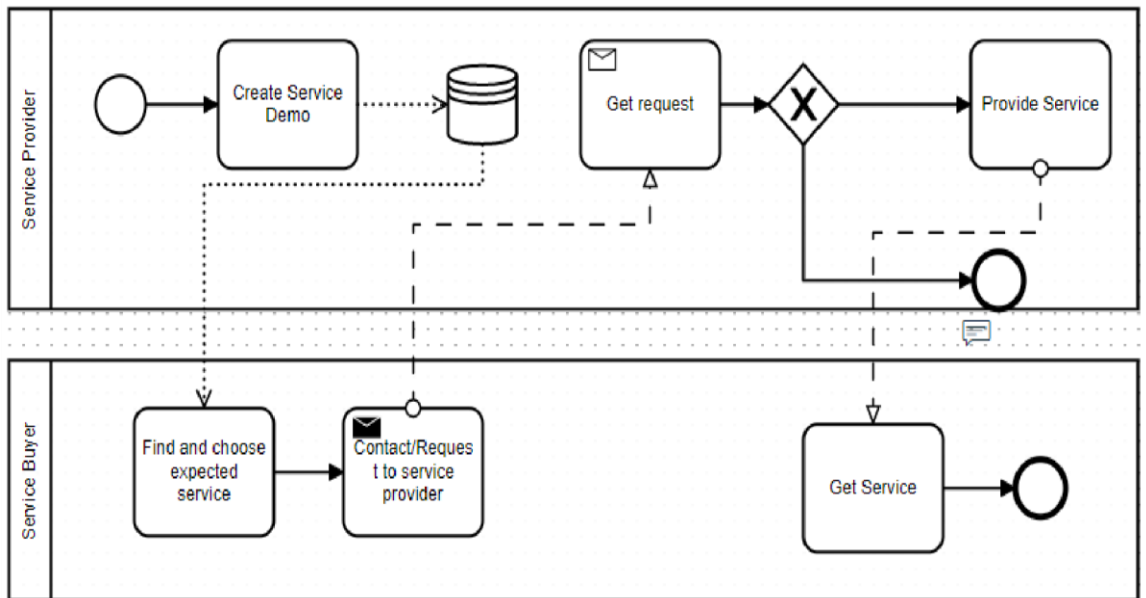 Service Provider
Create Service
Demo
Get request
Provide Service
Service Buyer
Find and choose
expected
service
Contact/Reques
t to service
provider
Get Service